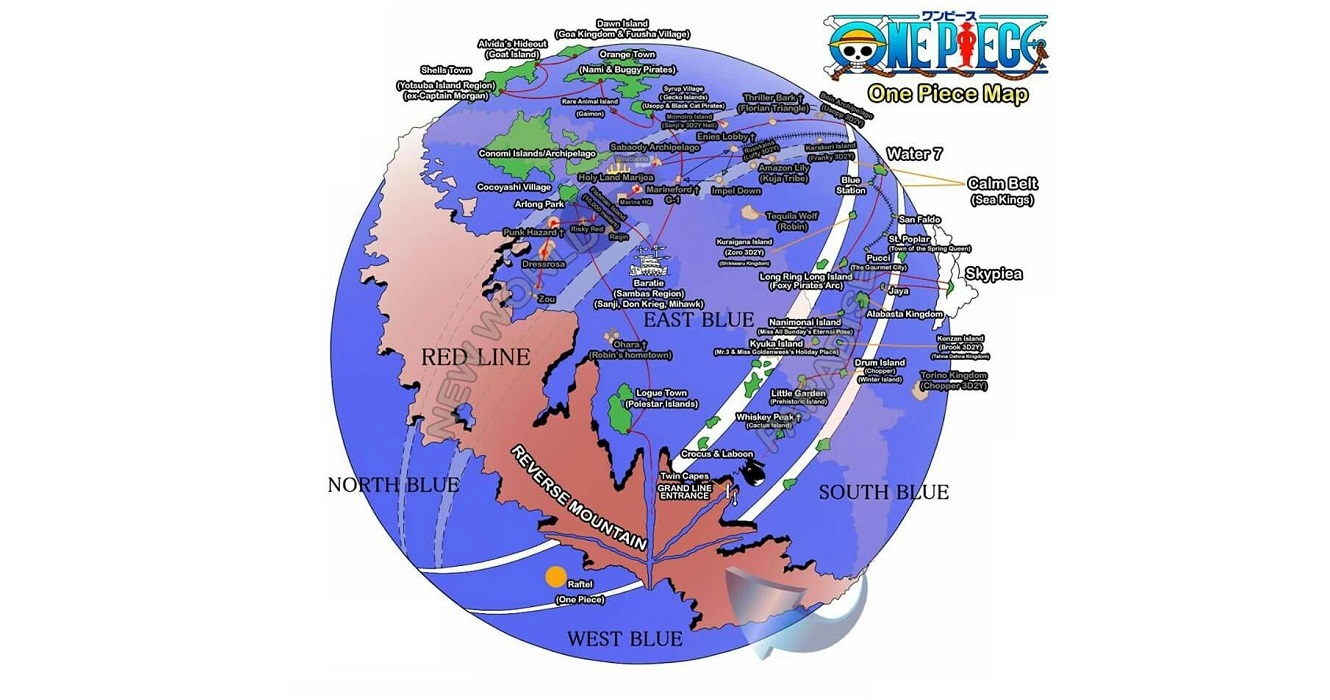 ワンピース
ONE PIECE
One Piece Map
Dawn Island
(Goa Kingdom & Fuusha Village)
Alvida's Hideout
(Goat Island)
Orange Town
(Nami & Buggy Pirates)
Shells Town
(Yotsuba Island Region)
(ex-Captain Morgan)
Syrup Village
(Gecko Islands)
(Usopp & Black Cat Pirates)
Rare Animal Island
(Gaimon)
Momoiro Island
(Sanji's 3D2Y Hell)
Thriller Bark †
(Florian Triangle)
Enies Lobby †
Rusukaina
(Luffy 3D2Y)
Karakuri Island
(Franky 3D2Y)
Water 7
Conomi Islands/Archipelago
Sabaody Archipelago
Amazon Lily
(Kuja Tribe)
Holy Land Marijoa
Blue
Station
Calm Belt
(Sea Kings)
Cocoyashi Village
Marineford †
G-1
Marine HQ
Impel Down
Arlong Park
Fishman Island
(10,000 meters)
Tequila Wolf
(Robin)
San Faldo
Punk Hazard †
Risky Red
Raijin
Kuraigana Island
(Zoro 3D2Y)
(Shikkearu Kingdom)
St. Poplar
(Town of the Spring Queen)
Pucci
(The Gourmet City)
Dressrosa
Skypiea
Long Ring Long Island
(Foxy Pirates Arc)
Baratie
(Sambas Region)
(Sanji, Don Krieg, Mihawk)
Jaya
Zou
Alabasta Kingdom
EAST BLUE
Nanimonai Island
(Miss All Sunday's Eternal Pose)
Ohara †
(Robin's hometown)
Kyuka Island
(Mr.3 & Miss Goldenweek's Holiday Place)
Kenzan Island
(Brook 3D2Y)
RED LINE
NEW WORLD
PARADISE
Drum Island
(Chopper)
(Winter Island)
Torino Kingdom
(Chopper 3D2Y)
Logue Town
(Polestar Islands)
Little Garden
(Prehistoric Island)
Whiskey Peak †
(Cactus Island)
Crocus & Laboon
Twin Capes
GRAND LINE
ENTRANCE
REVERSE MOUNTAIN
NORTH BLUE
SOUTH BLUE
Raftel
(One Piece)
WEST BLUE